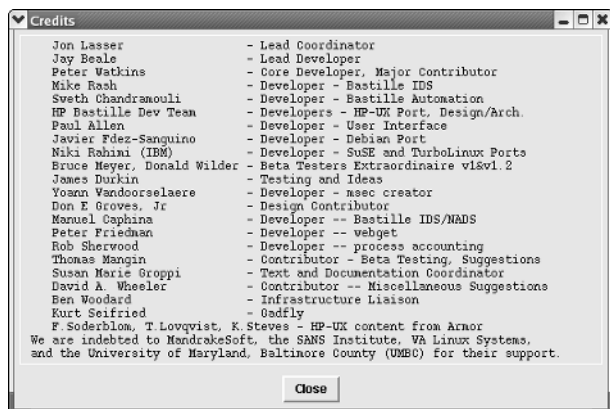 Credits
Jon Lasser - Lead Coordinator
Jay Beale - Lead Developer
Peter Watkins - Core Developer, Major Contributor
Mike Rash - Developer - Bastille IDS
Sweth Chandramouli - Developer - Bastille Automation
HP Bastille Dev Team - Developers - HP-UX Port, Design/Arch.
Paul Allen - Developer - User Interface
Javier Fdez-Sanguino - Developer - Debian Port
Niki Rahimi (IBM) - Developer - SuSE and TurboLinux Ports
Bruce Meyer, Donald Wilder - Beta Testers Extraordinaire v1&v1.2
James Durkin - Testing and Ideas
Yoann Vandoorselaere - Developer - msec creator
Don E Groves, Jr - Design Contributor
Manuel Caphina - Developer -- Bastille IDS/NADS
Peter Friedman - Developer -- webget
Rob Sherwood - Developer -- process accounting
Thomas Mangin - Contributor - Beta Testing, Suggestions
Susan Marie Groppi - Text and Documentation Coordinator
David A. Wheeler - Contributor -- Miscellaneous Suggestions
Ben Woodard - Infrastructure Liaison
Kurt Seifried - Gadfly
F.Soderblom, T.Lovqvist, K.Steves - HP-UX content from Armor
We are indebted to MandrakeSoft, the SANS Institute, VA Linux Systems,
and the University of Maryland, Baltimore County (UMBC) for their support.
Close